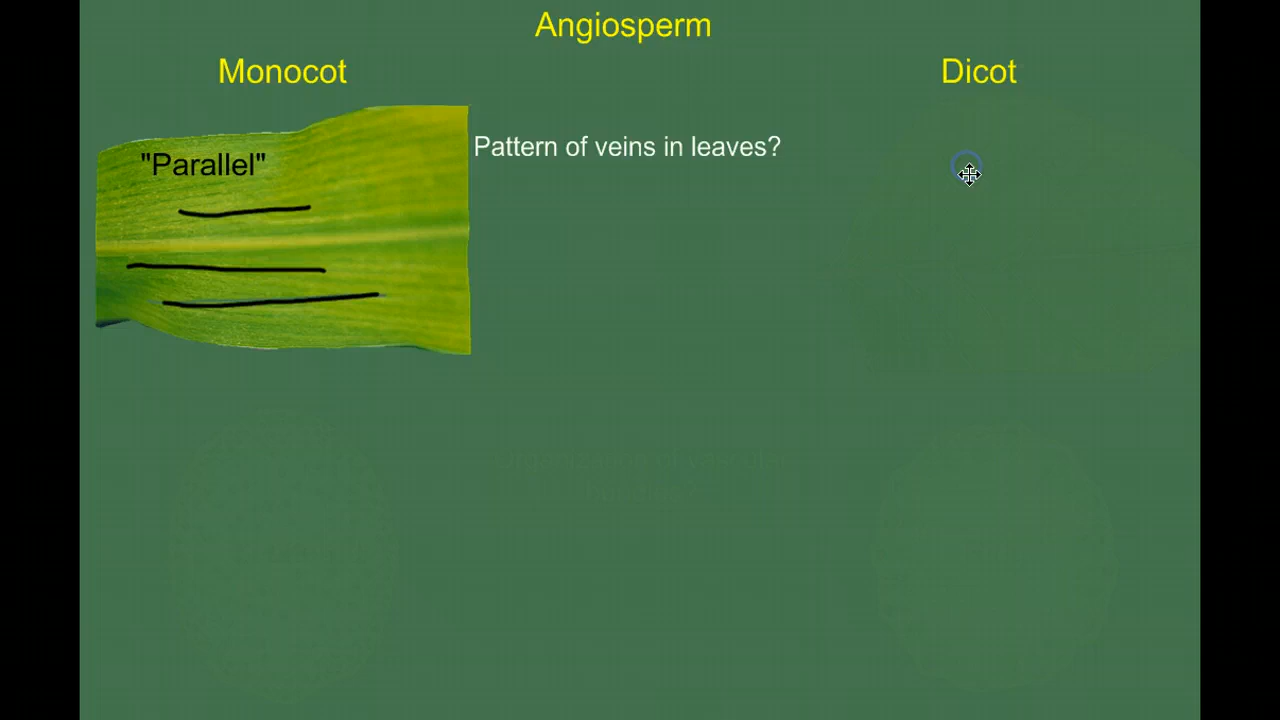 Angiosperm
Monocot
Dicot
"Parallel"
Pattern of veins in leaves?